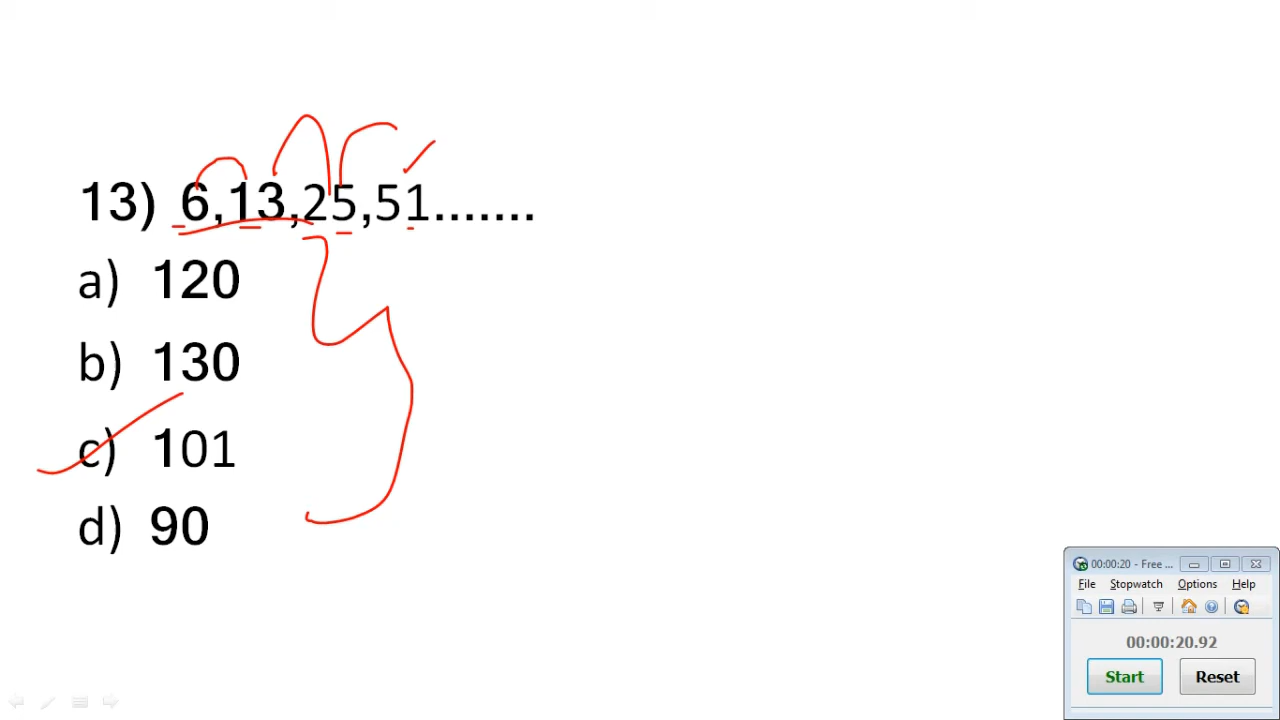 13) 6,13,25,51.......
a) 120
b) 130
c) 101
d) 90
00:00:20 - Free ...
File Stopwatch Options Help
00:00:20.92
Start Reset